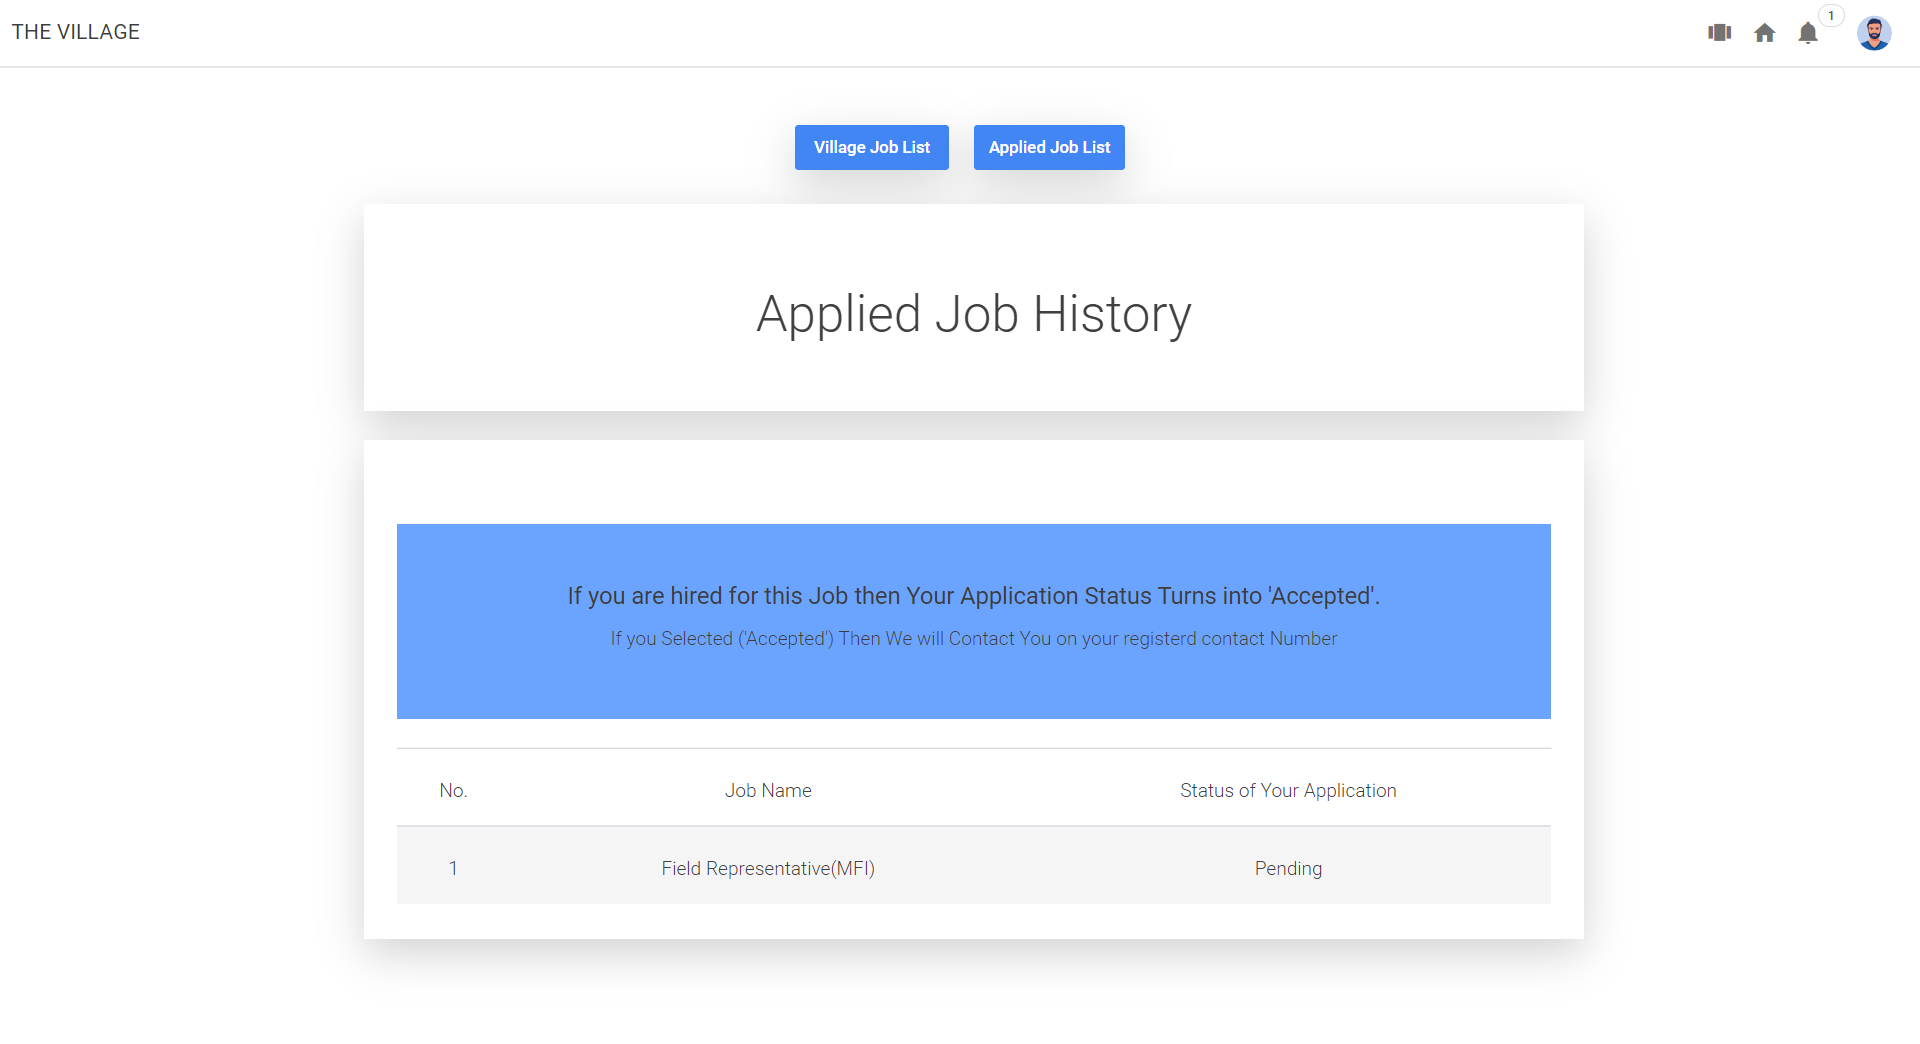 THE VILLAGE
1
Village Job List
Applied Job List
Applied Job History
If you are hired for this Job then Your Application Status Turns into 'Accepted'.
If you Selected ('Accepted') Then We will Contact You on your registerd contact Number
No. Job Name Status of Your Application
1 Field Representative(MFI) Pending